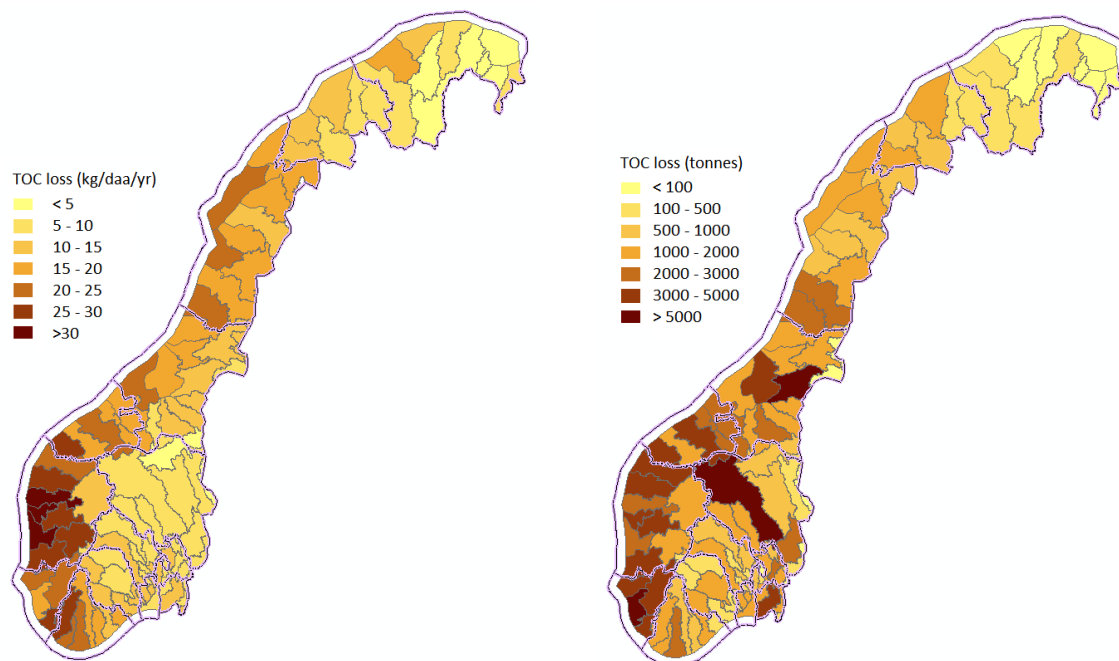 TOC loss (kg/daa/yr)
< 5
5 - 10
10 - 15
15 - 20
20 - 25
25 - 30
>30
TOC loss (tonnes)
< 100
100 - 500
500 - 1000
1000 - 2000
2000 - 3000
3000 - 5000
> 5000